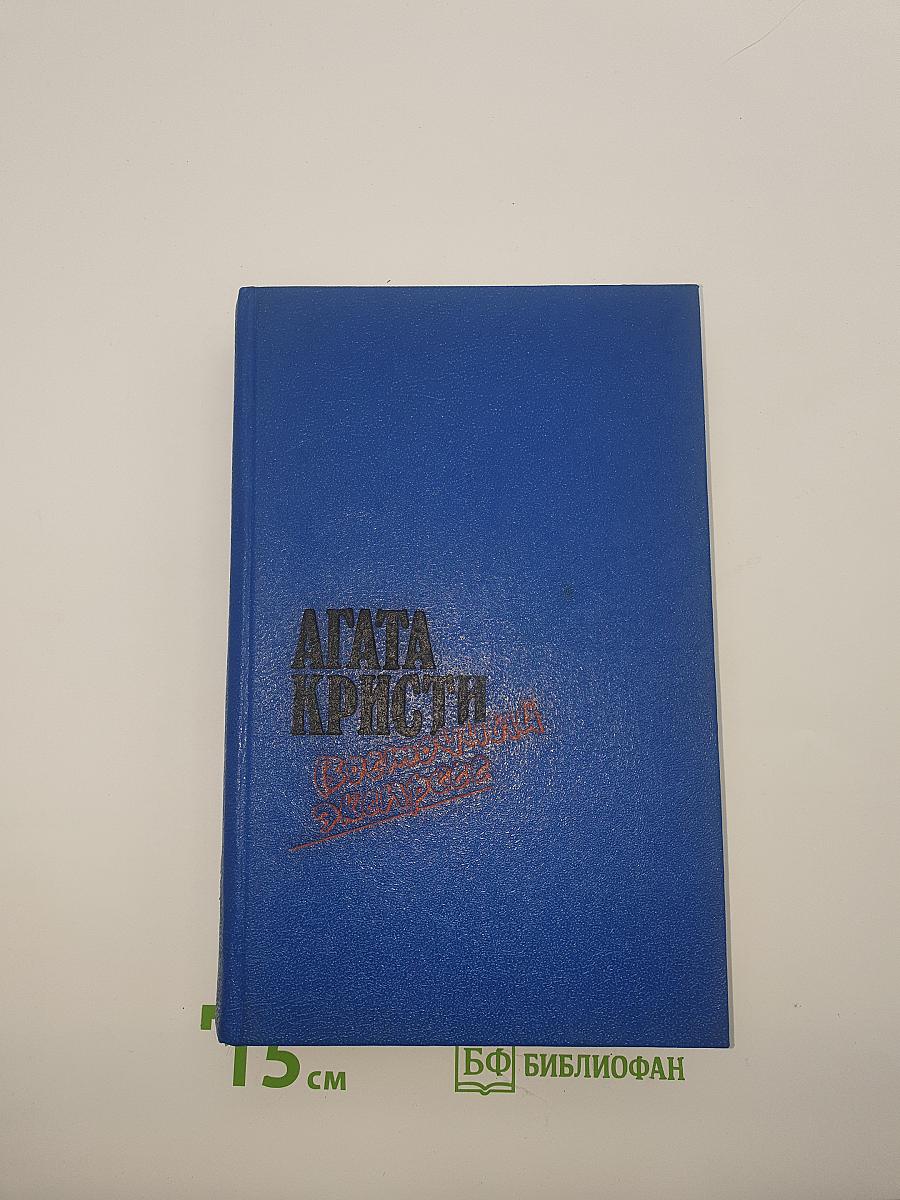 АГАТА
КРИСТИ
Восточный
экспресс
15 см
БФ БИБЛИОФАН